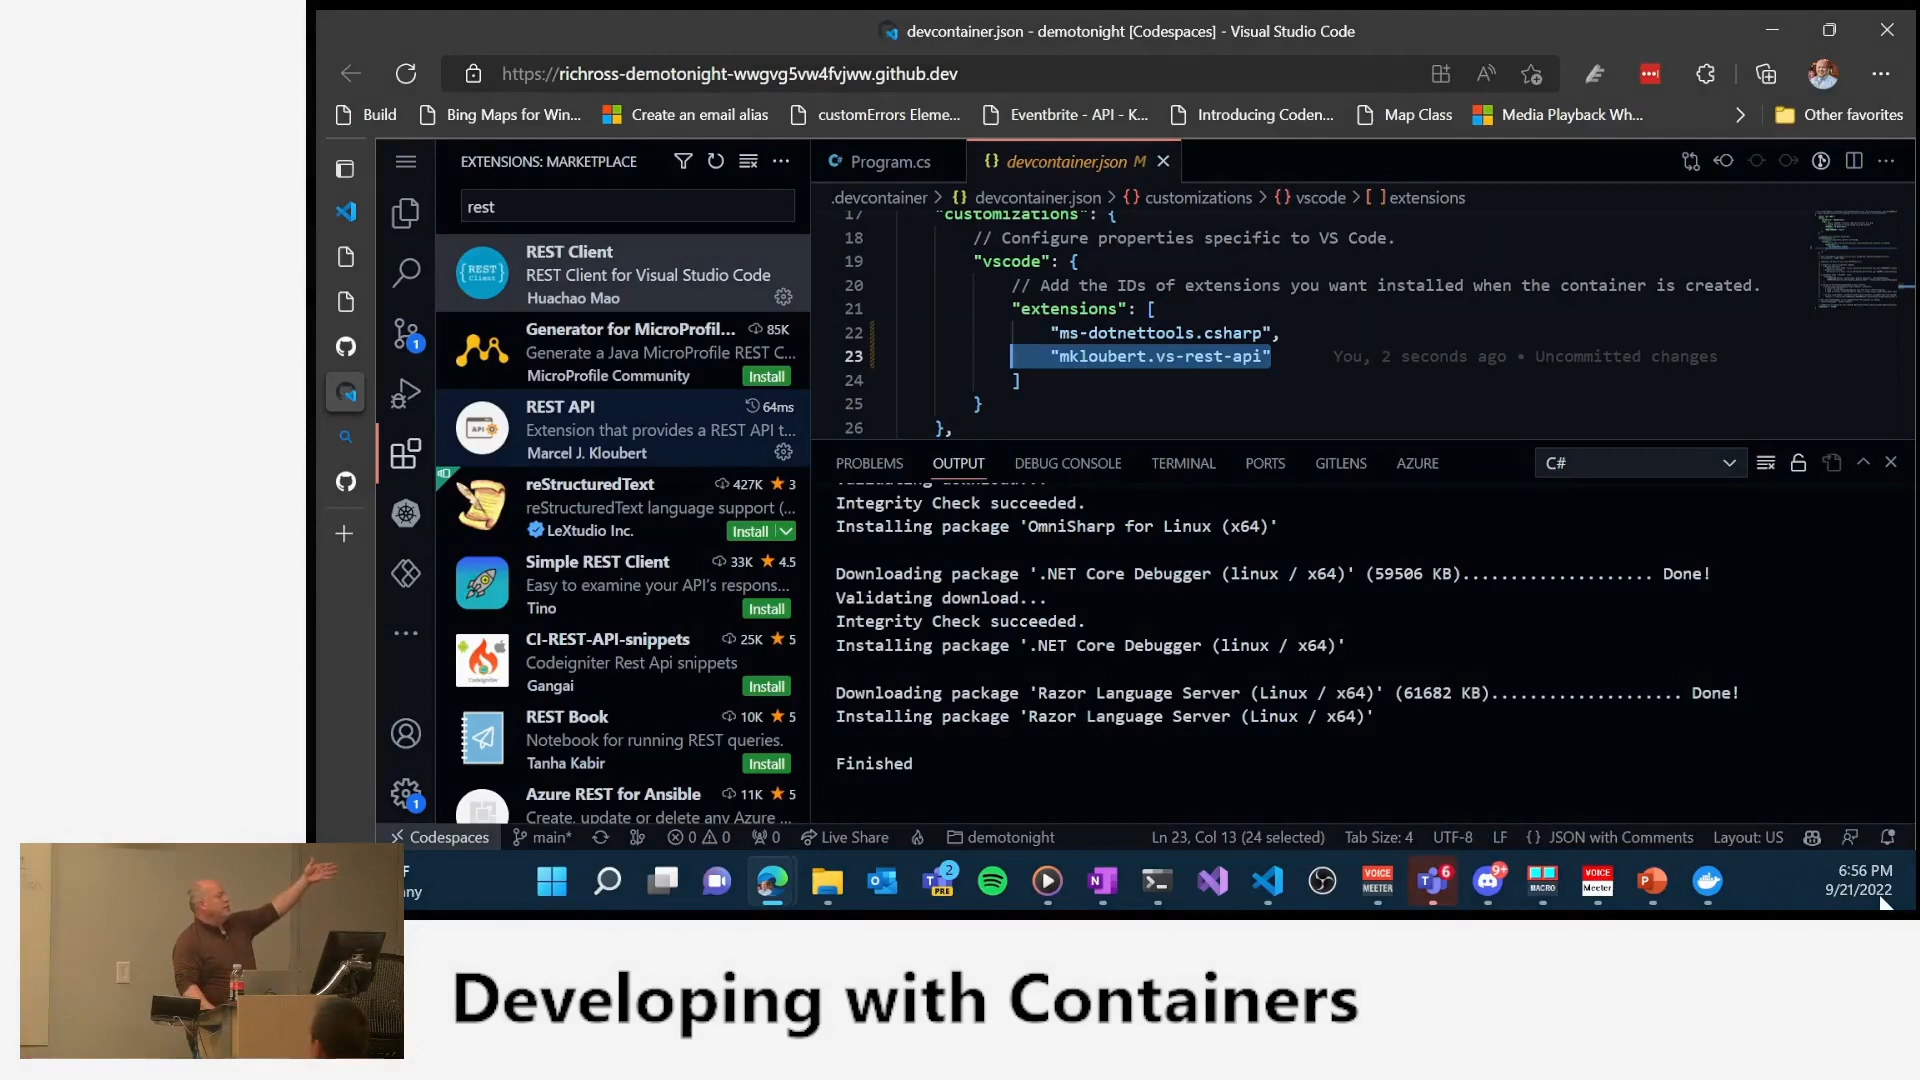 devcontainer.json - demotonight [Codespaces] - Visual Studio Code
https://richross-demotonight-wwgvg5vw4fvjww.github.dev
Build
Bing Maps for Win...
Create an email alias
customErrors Eleme...
Eventbrite - API - K...
Introducing Coden...
Map Class
Media Playback Wh...
Other favorites
EXTENSIONS: MARKETPLACE
rest
REST Client
REST Client for Visual Studio Code
Huachao Mao
Generator for MicroProfil... 85K
Generate a Java MicroProfile REST C...
MicroProfile Community Install
REST API 64ms
Extension that provides a REST API t...
Marcel J. Kloubert
reStructuredText 427K ★ 3
reStructuredText language support (...
LeXtudio Inc. Install
Simple REST Client 33K ★ 4.5
Easy to examine your API's respons...
Tino Install
CI-REST-API-snippets 25K ★ 5
Codeigniter Rest Api snippets
Gangai Install
REST Book 10K ★ 5
Notebook for running REST queries.
Tanha Kabir Install
Azure REST for Ansible 11K ★ 5
Create, update or delete any Azure ...
Program.cs
{} devcontainer.json M
.devcontainer > {} devcontainer.json > {} customizations > {} vscode > [ ] extensions
17 "customizations": {
18 // Configure properties specific to VS Code.
19 "vscode": {
20 // Add the IDs of extensions you want installed when the container is created.
21 "extensions": [
22 "ms-dotnettools.csharp",
23 "mkloubert.vs-rest-api" You, 2 seconds ago • Uncommitted changes
24 ]
25 }
26 },
PROBLEMS OUTPUT DEBUG CONSOLE TERMINAL PORTS GITLENS AZURE
C#
Validating download...
Integrity Check succeeded.
Installing package 'OmniSharp for Linux (x64)'
Downloading package '.NET Core Debugger (linux / x64)' (59506 KB).................... Done!
Validating download...
Integrity Check succeeded.
Installing package '.NET Core Debugger (linux / x64)'
Downloading package 'Razor Language Server (Linux / x64)' (61682 KB).................... Done!
Installing package 'Razor Language Server (Linux / x64)'
Finished
Codespaces main* 0 0 0 Live Share demotonight
Ln 23, Col 13 (24 selected) Tab Size: 4 UTF-8 LF {} JSON with Comments Layout: US
6:56 PM
9/21/2022
Developing with Containers